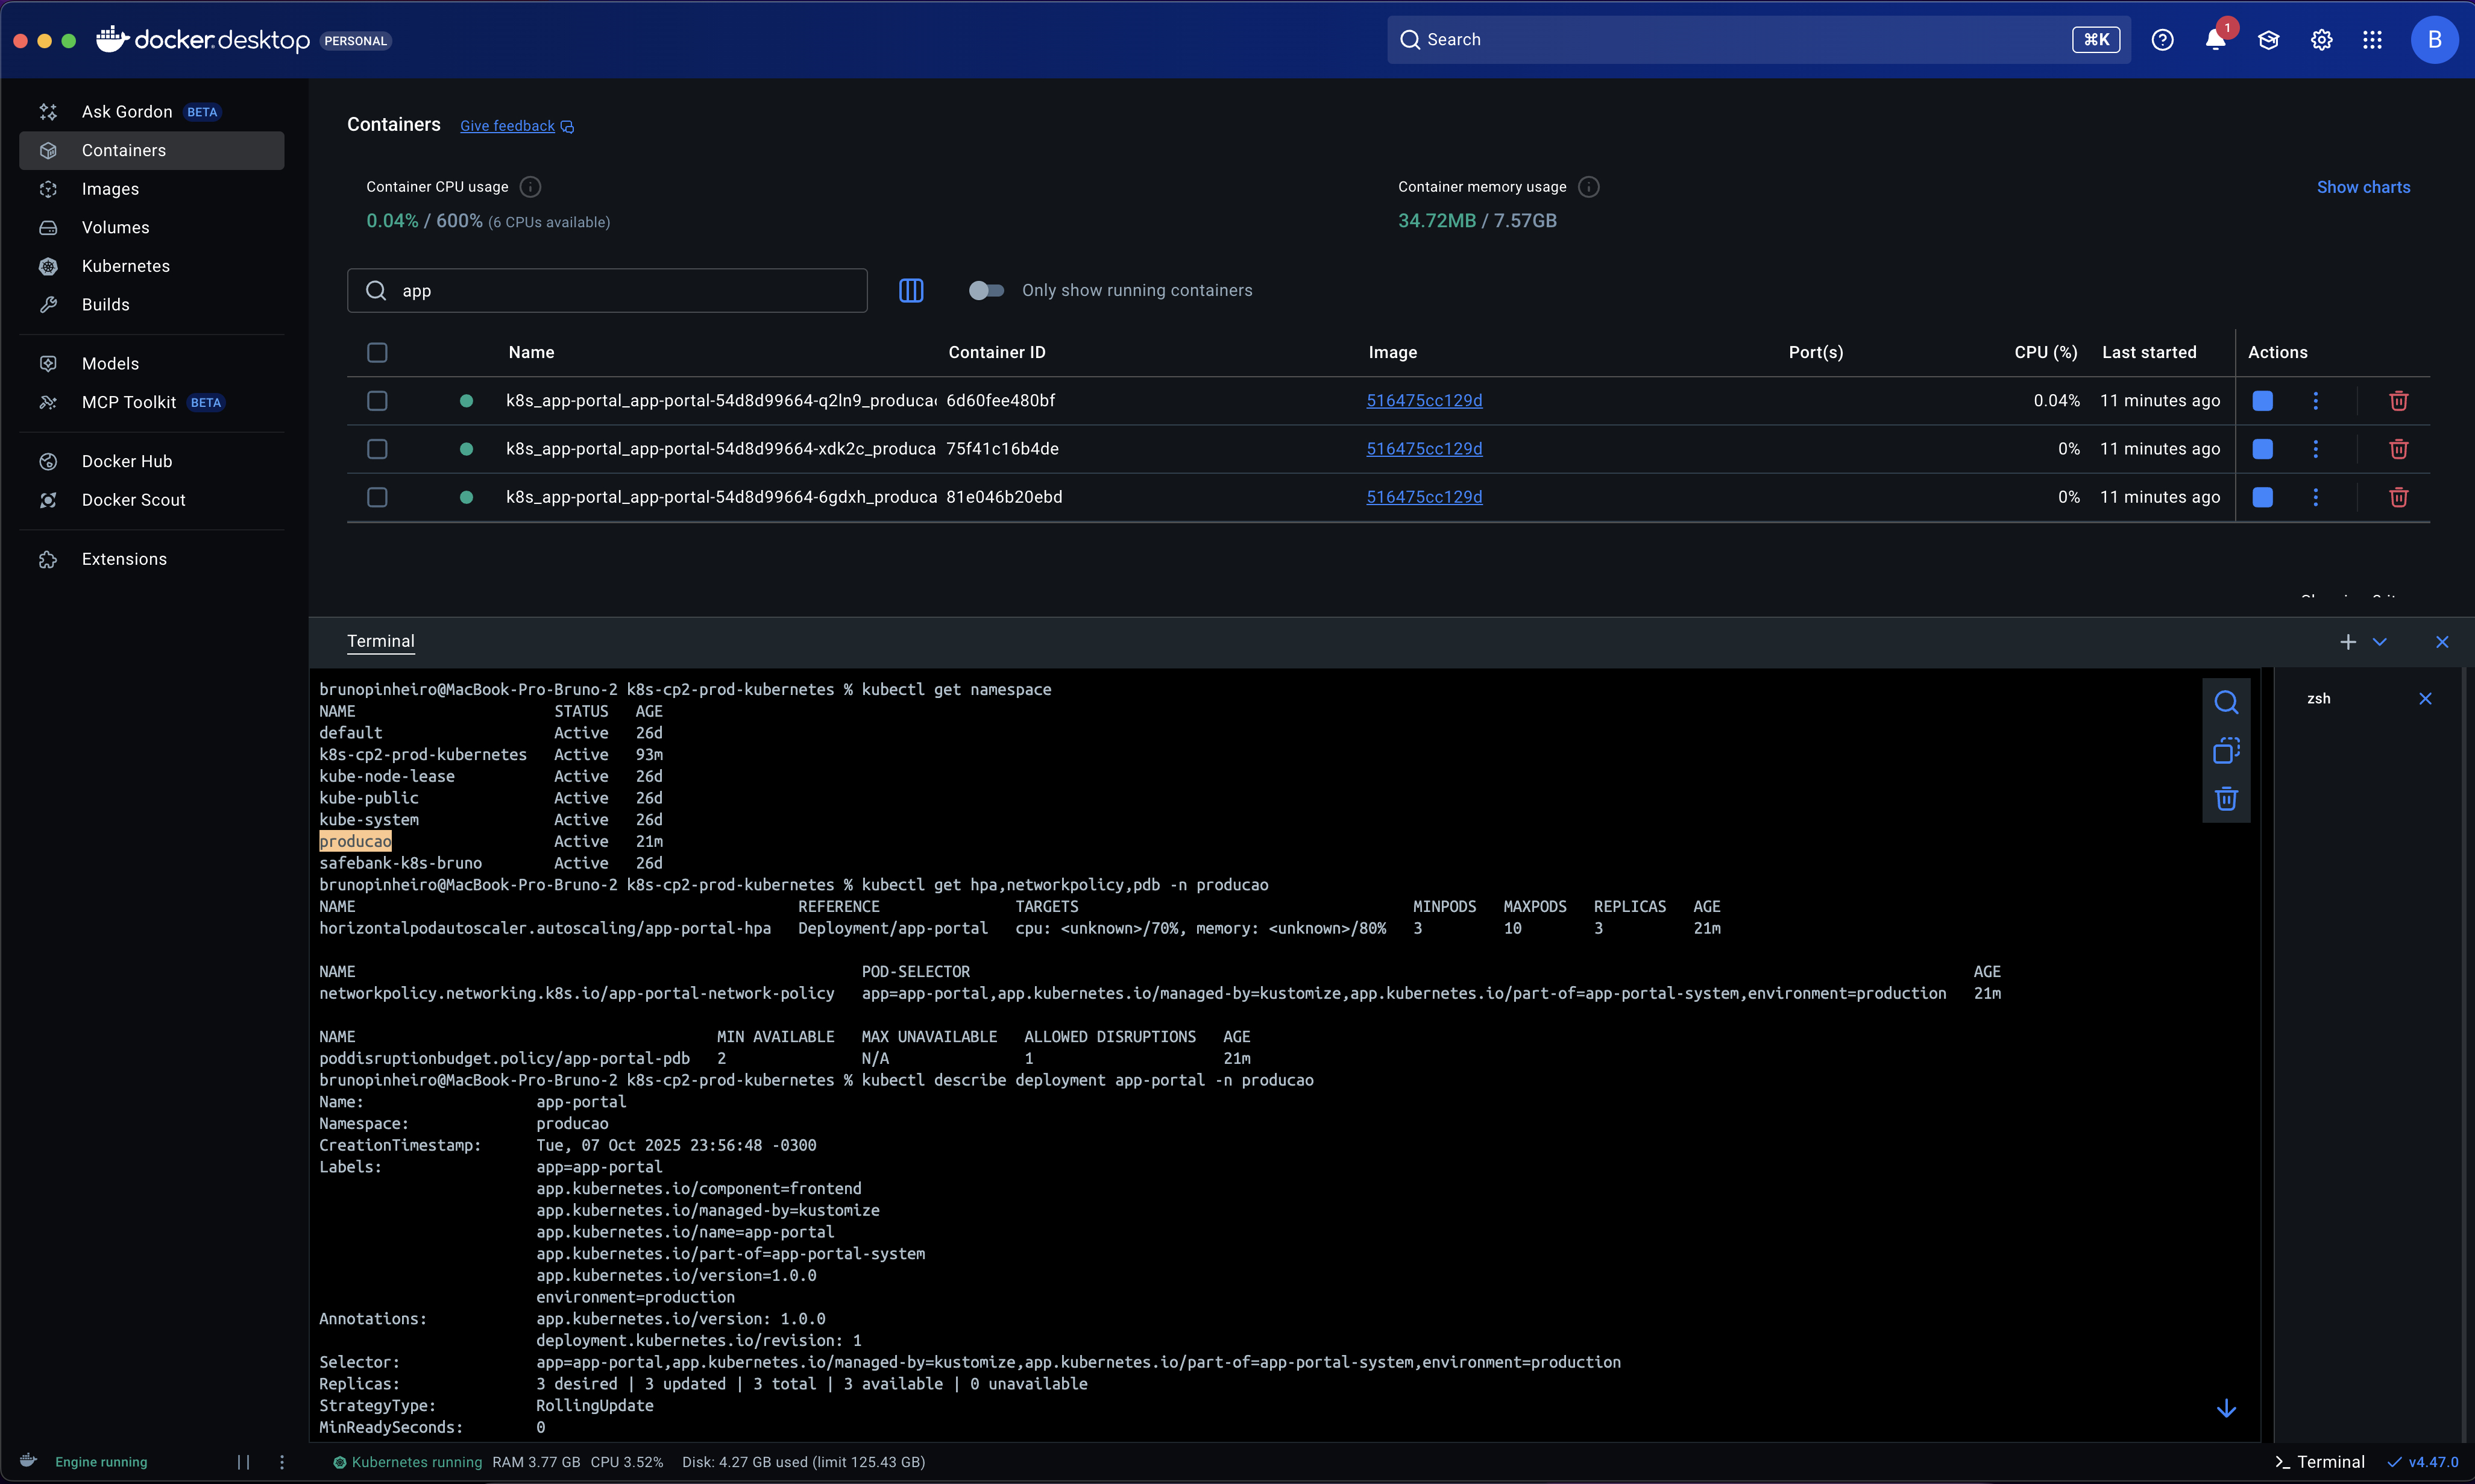 docker.desktop PERSONAL
Search
⌘K
1
B
Ask Gordon BETA
Containers
Images
Volumes
Kubernetes
Builds
Models
MCP Toolkit BETA
Docker Hub
Docker Scout
Extensions
Containers Give feedback
Container CPU usage
0.04% / 600% (6 CPUs available)
Container memory usage
34.72MB / 7.57GB
Show charts
app
Only show running containers
Name Container ID Image Port(s) CPU (%) Last started Actions
k8s_app-portal_app-portal-54d8d99664-q2ln9_produca 6d60fee480bf 516475cc129d 0.04% 11 minutes ago
k8s_app-portal_app-portal-54d8d99664-xdk2c_produca 75f41c16b4de 516475cc129d 0% 11 minutes ago
k8s_app-portal_app-portal-54d8d99664-6gdxh_produca 81e046b20ebd 516475cc129d 0% 11 minutes ago
Terminal
zsh
brunopinheiro@MacBook-Pro-Bruno-2 k8s-cp2-prod-kubernetes % kubectl get namespace
NAME STATUS AGE
default Active 26d
k8s-cp2-prod-kubernetes Active 93m
kube-node-lease Active 26d
kube-public Active 26d
kube-system Active 26d
producao Active 21m
safebank-k8s-bruno Active 26d
brunopinheiro@MacBook-Pro-Bruno-2 k8s-cp2-prod-kubernetes % kubectl get hpa,networkpolicy,pdb -n producao
NAME REFERENCE TARGETS MINPODS MAXPODS REPLICAS AGE
horizontalpodautoscaler.autoscaling/app-portal-hpa Deployment/app-portal cpu: <unknown>/70%, memory: <unknown>/80% 3 10 3 21m
NAME POD-SELECTOR AGE
networkpolicy.networking.k8s.io/app-portal-network-policy app=app-portal,app.kubernetes.io/managed-by=kustomize,app.kubernetes.io/part-of=app-portal-system,environment=production 21m
NAME MIN AVAILABLE MAX UNAVAILABLE ALLOWED DISRUPTIONS AGE
poddisruptionbudget.policy/app-portal-pdb 2 N/A 1 21m
brunopinheiro@MacBook-Pro-Bruno-2 k8s-cp2-prod-kubernetes % kubectl describe deployment app-portal -n producao
Name: app-portal
Namespace: producao
CreationTimestamp: Tue, 07 Oct 2025 23:56:48 -0300
Labels: app=app-portal
app.kubernetes.io/component=frontend
app.kubernetes.io/managed-by=kustomize
app.kubernetes.io/name=app-portal
app.kubernetes.io/part-of=app-portal-system
app.kubernetes.io/version=1.0.0
environment=production
Annotations: app.kubernetes.io/version: 1.0.0
deployment.kubernetes.io/revision: 1
Selector: app=app-portal,app.kubernetes.io/managed-by=kustomize,app.kubernetes.io/part-of=app-portal-system,environment=production
Replicas: 3 desired | 3 updated | 3 total | 3 available | 0 unavailable
StrategyType: RollingUpdate
MinReadySeconds: 0
Engine running
Kubernetes running RAM 3.77 GB CPU 3.52% Disk: 4.27 GB used (limit 125.43 GB)
>_ Terminal
v4.47.0